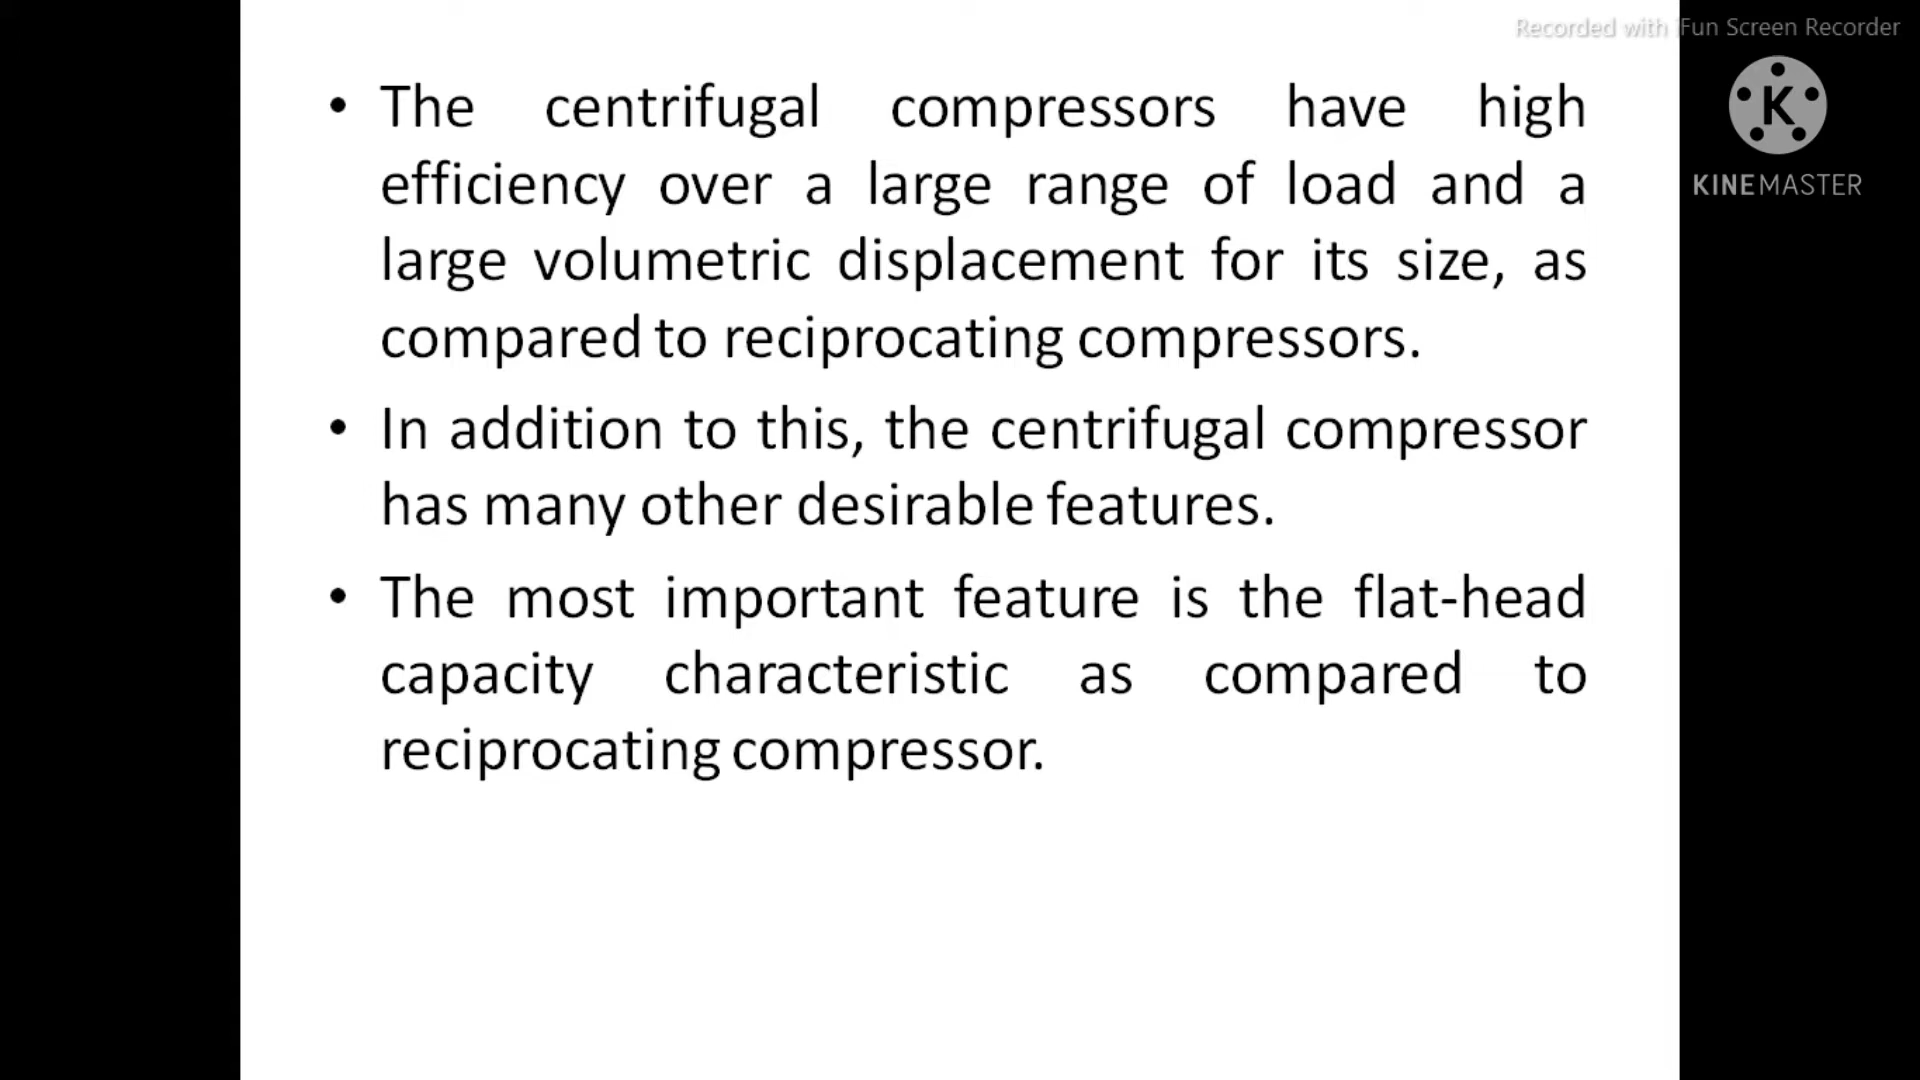 Recorded with iFun Screen Recorder
K
KINEMASTER
• The centrifugal compressors have high
efficiency over a large range of load and a
large volumetric displacement for its size, as
compared to reciprocating compressors.
• In addition to this, the centrifugal compressor
has many other desirable features.
• The most important feature is the flat-head
capacity characteristic as compared to
reciprocating compressor.